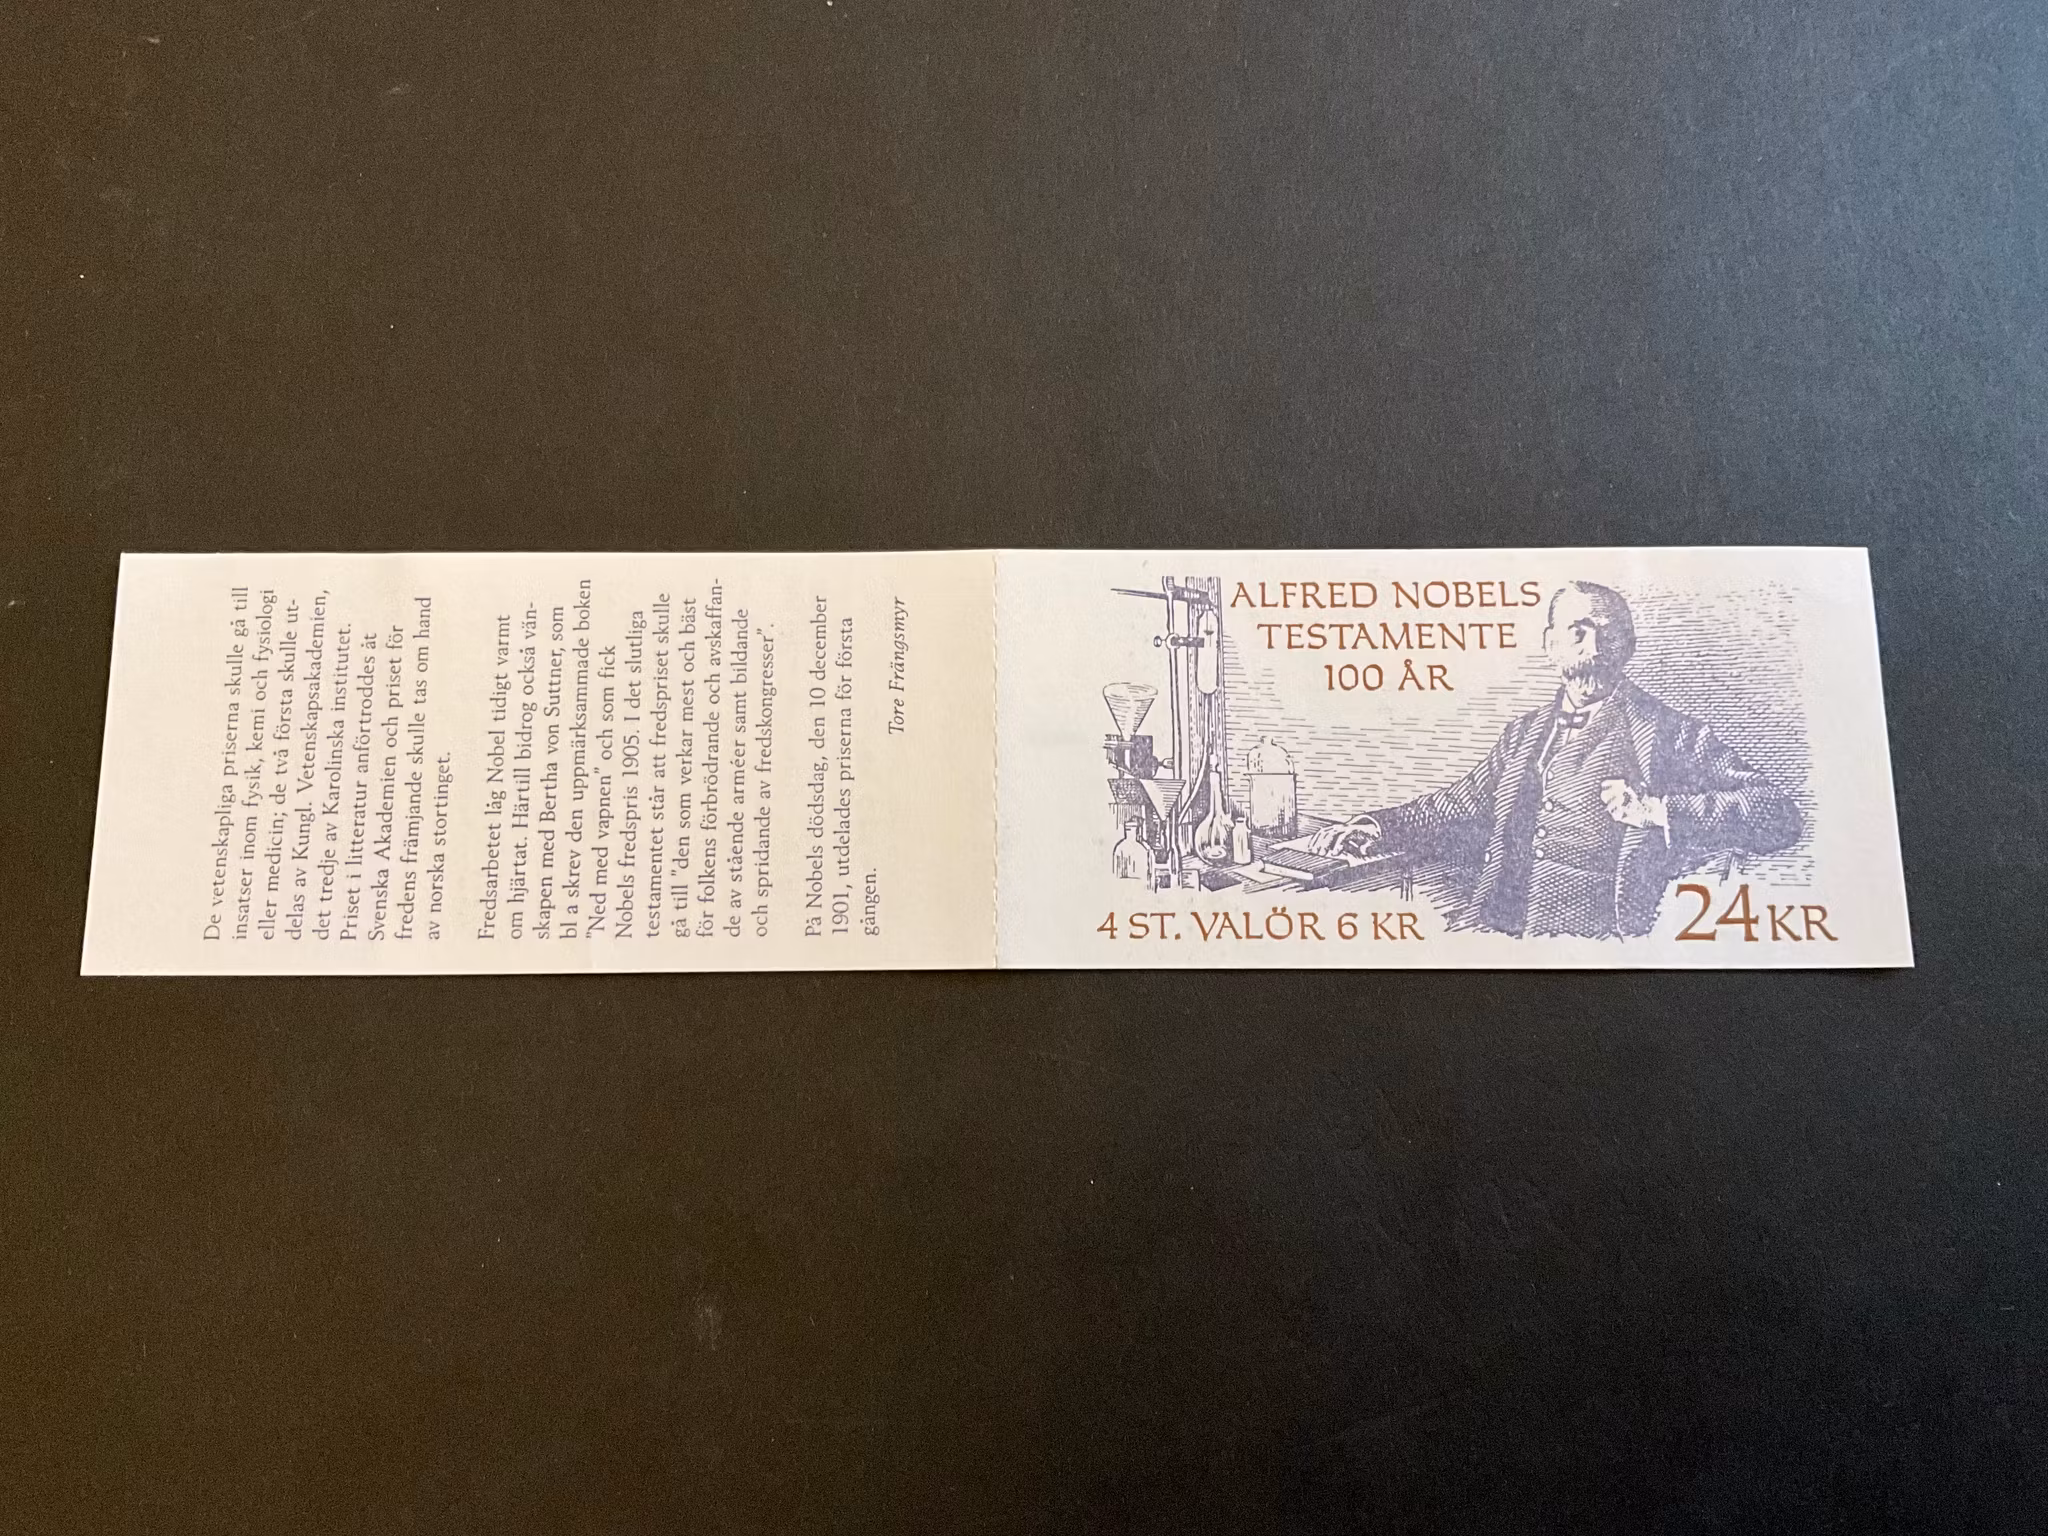 De vetenskapliga priserna skulle gå till
insatser inom fysik, kemi och fysiologi
eller medicin; de två första skulle ut-
delas av Kungl. Vetenskapsakademien,
det tredje av Karolinska institutet.
Priset i litteratur anförtroddes åt
Svenska Akademien och priset för
fredens främjande skulle tas om hand
av norska stortinget.
Fredsarbetet låg Nobel tidigt varmt
om hjärtat. Härtill bidrog också vän-
skapen med Bertha von Suttner, som
bl a skrev den uppmärksammade boken
"Ned med vapnen" och som fick
Nobels fredspris 1905. I det slutliga
testamentet står att fredspriset skulle
gå till "den som verkar mest och bäst
för folkens förbrödrande och avskaffan-
de av stående arméer samt bildande
och spridande av fredskongresser".
På Nobels dödsdag, den 10 december
1901, utdelades priserna för första
gången.
Tore Frängsmyr
ALFRED NOBELS
TESTAMENTE
100 ÅR
4 ST. VALÖR 6 KR
24 KR